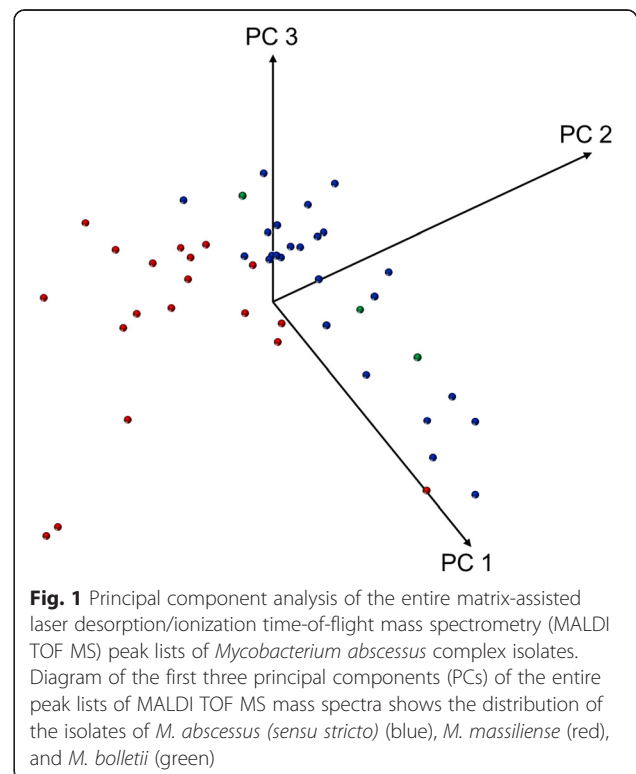 PC 3
PC 2
PC 1
Fig. 1 Principal component analysis of the entire matrix-assisted
laser desorption/ionization time-of-flight mass spectrometry (MALDI
TOF MS) peak lists of Mycobacterium abscessus complex isolates.
Diagram of the first three principal components (PCs) of the entire
peak lists of MALDI TOF MS mass spectra shows the distribution of
the isolates of M. abscessus (sensu stricto) (blue), M. massiliense (red),
and M. bolletii (green)